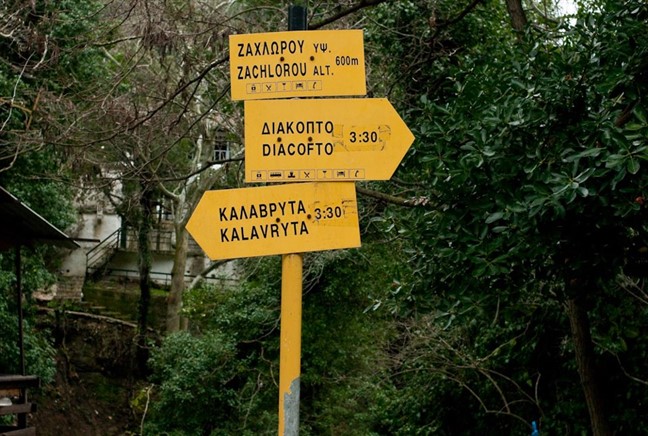 ΖΑΧΛΩΡΟΥ ΥΨ. 600m
ZACHLOROU ALT.
ΔΙΑΚΟΠΤΟ 3:30
DIACOFTO
ΚΑΛΑΒΡΥΤΑ 3:30
KALAVRYTA